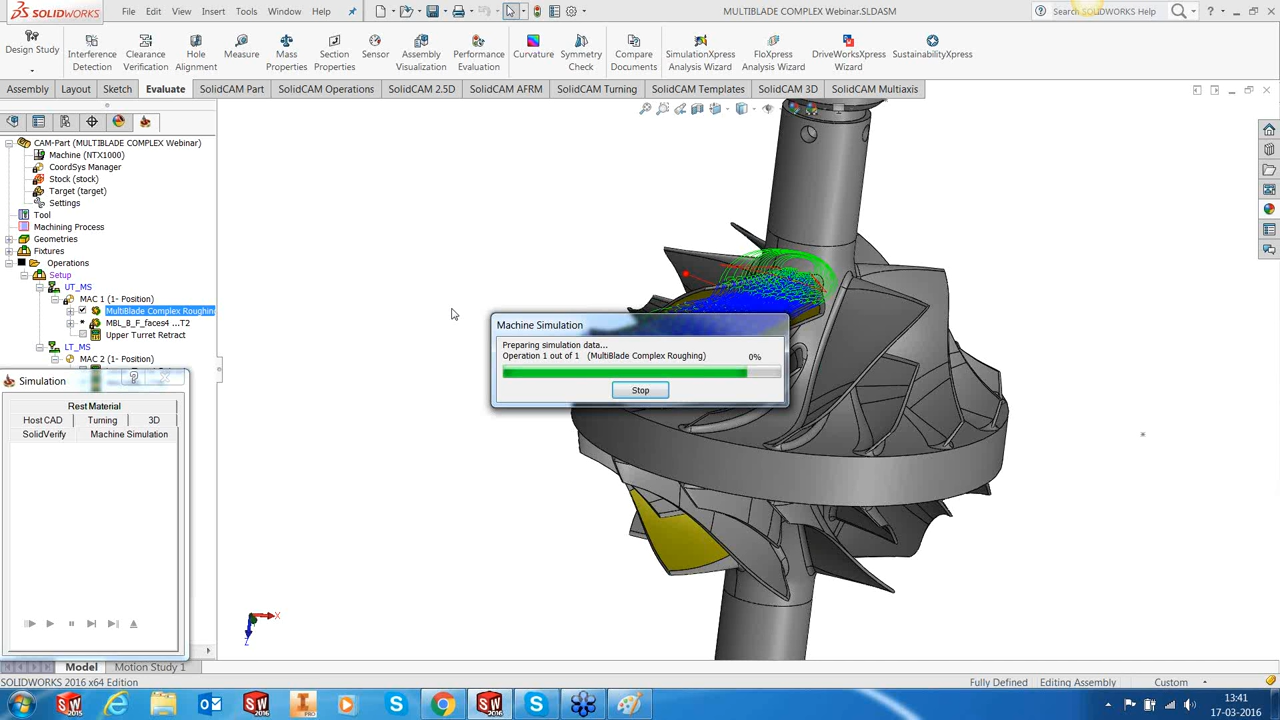 SOLIDWORKS
File Edit View Insert Tools Window Help
MULTIBLADE COMPLEX Webinar.SLDASM
Search SOLIDWORKS Help
Design Study
Interference Detection
Clearance Verification
Hole Alignment
Measure
Mass Properties
Section Properties
Sensor
Assembly Visualization
Performance Evaluation
Curvature
Symmetry Check
Compare Documents
SimulationXpress Analysis Wizard
FloXpress Analysis Wizard
DriveWorksXpress Wizard
SustainabilityXpress
Assembly Layout Sketch Evaluate SolidCAM Part SolidCAM Operations SolidCAM 2.5D SolidCAM AFRM SolidCAM Turning SolidCAM Templates SolidCAM 3D SolidCAM Multiaxis
CAM-Part (MULTIBLADE COMPLEX Webinar)
Machine (NTX1000)
CoordSys Manager
Stock (stock)
Target (target)
Settings
Tool
Machining Process
Geometries
Fixtures
Operations
Setup
UT_MS
MAC 1 (1- Position)
MultiBlade Complex Roughing
MBL_B_F_faces4 ...T2
Upper Turret Retract
LT_MS
MAC 2 (1- Position)
Simulation
Rest Material
Host CAD Turning 3D
SolidVerify Machine Simulation
Machine Simulation
Preparing simulation data...
Operation 1 out of 1 (MultiBlade Complex Roughing) 0%
Stop
X
Z
Model Motion Study 1
SOLIDWORKS 2016 x64 Edition
Fully Defined Editing Assembly Custom
13:41
17-03-2016